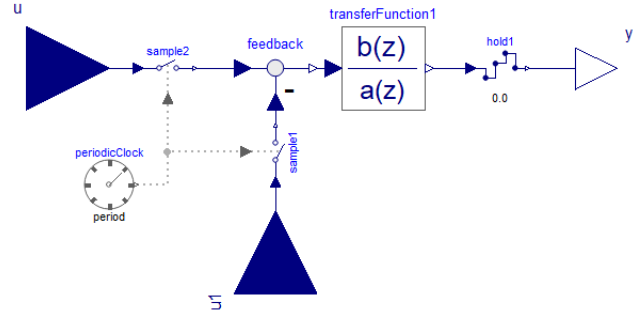 u
transferFunction1
y
sample2
feedback
hold1
b(z)
a(z)
-
0.0
periodicClock
sample1
period
u1